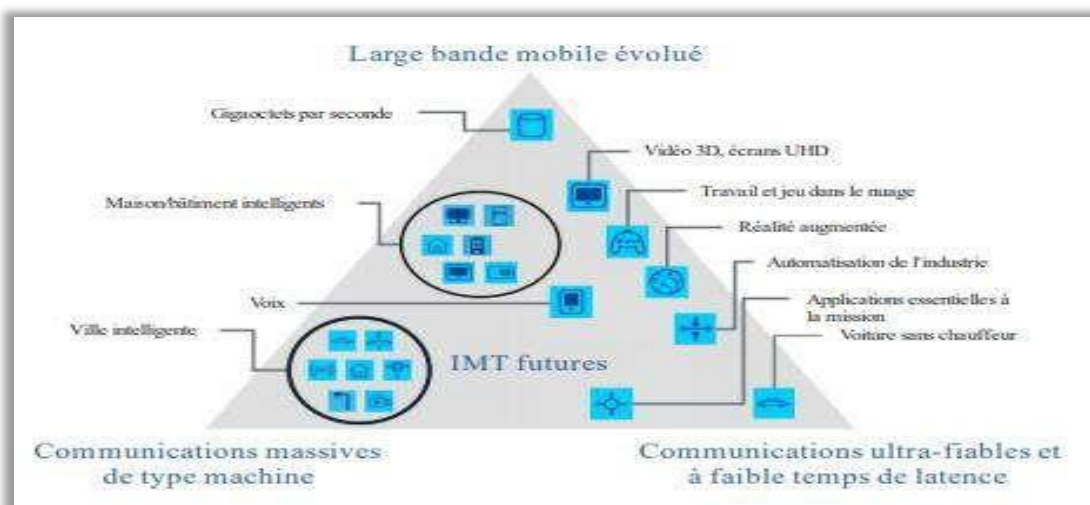 Large bande mobile évolué
Gigaoctets par seconde
Vidéo 3D, écrans UHD
Travail et jeu dans le nuage
Maison/bâtiment intelligents
Réalité augmentée
Automatisation de l'industrie
Voix
Applications essentielles à
la mission
Ville intelligente
Voiture sans chauffeur
IMT futures
Communications massives
de type machine
Communications ultra-fiables et
à faible temps de latence